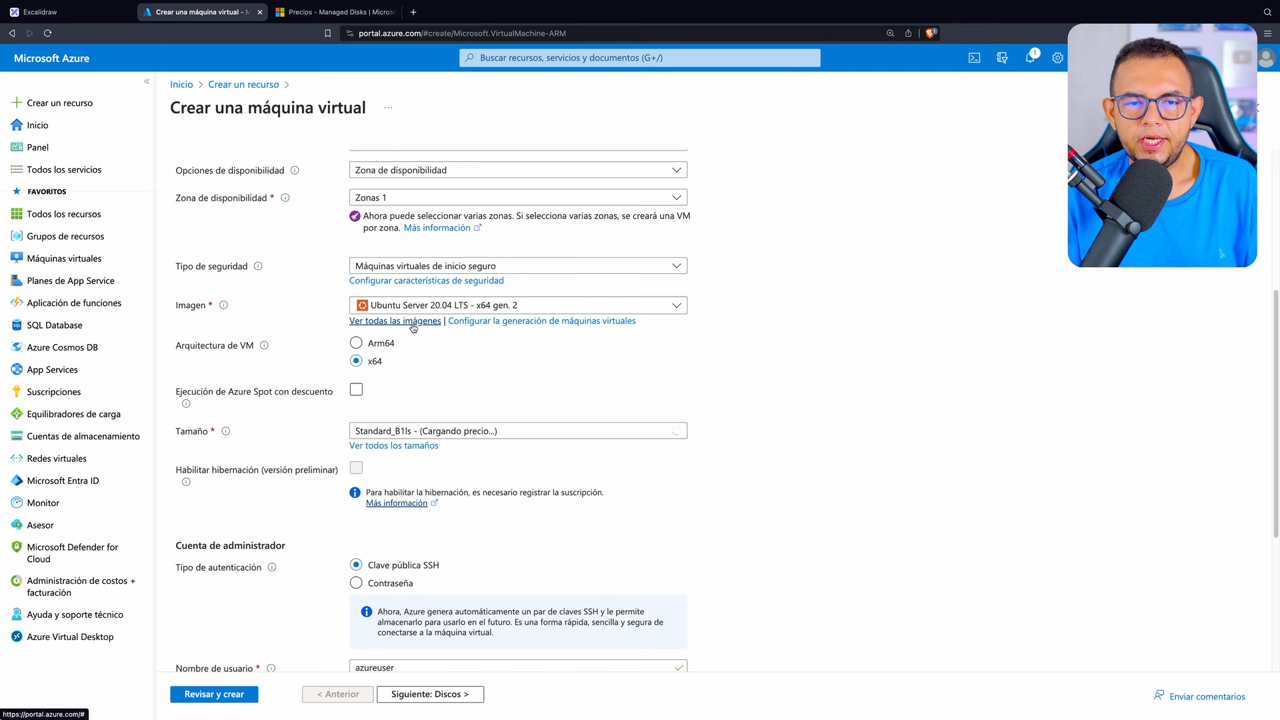 Excalidraw
Crear una máquina virtual -
Precios - Managed Disks | Micros
portal.azure.com/#create/Microsoft.VirtualMachine-ARM
Microsoft Azure
Buscar recursos, servicios y documentos (G+/)
1
Inicio > Crear un recurso >
Crear una máquina virtual
Crear un recurso
Inicio
Panel
Todos los servicios
FAVORITOS
Todos los recursos
Grupos de recursos
Máquinas virtuales
Planes de App Service
Aplicación de funciones
SQL Database
Azure Cosmos DB
App Services
Suscripciones
Equilibradores de carga
Cuentas de almacenamiento
Redes virtuales
Microsoft Entra ID
Monitor
Asesor
Microsoft Defender for
Cloud
Administración de costos +
facturación
Ayuda y soporte técnico
Azure Virtual Desktop
Opciones de disponibilidad
Zona de disponibilidad
Zona de disponibilidad *
Zonas 1
Ahora puede seleccionar varias zonas. Si selecciona varias zonas, se creará una VM
por zona. Más información
Tipo de seguridad
Máquinas virtuales de inicio seguro
Configurar características de seguridad
Imagen *
Ubuntu Server 20.04 LTS - x64 gen. 2
Ver todas las imágenes | Configurar la generación de máquinas virtuales
Arquitectura de VM
Arm64
x64
Ejecución de Azure Spot con descuento
Tamaño *
Standard_B1ls - (Cargando precio...)
Ver todos los tamaños
Habilitar hibernación (versión preliminar)
Para habilitar la hibernación, es necesario registrar la suscripción.
Más información
Cuenta de administrador
Tipo de autenticación
Clave pública SSH
Contraseña
Ahora, Azure genera automáticamente un par de claves SSH y le permite
almacenarlo para usarlo en el futuro. Es una forma rápida, sencilla y segura de
conectarse a la máquina virtual.
Nombre de usuario *
azureuser
Revisar y crear
< Anterior
Siguiente: Discos >
Enviar comentarios
https://portal.azure.com/#